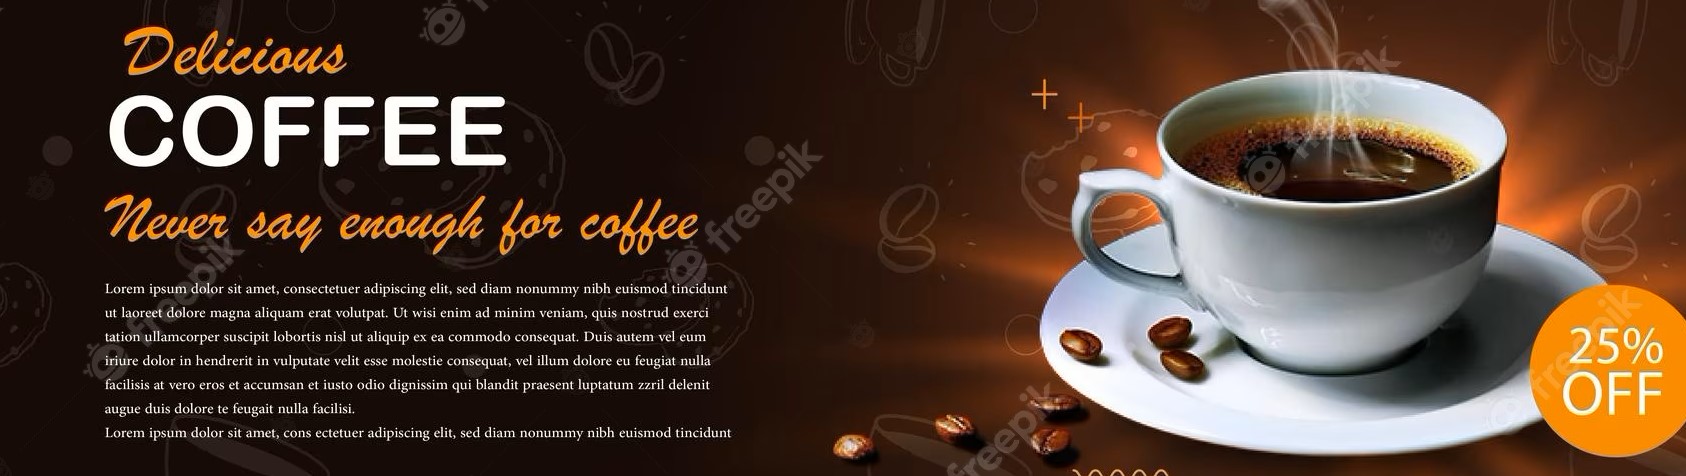 Delicious
COFFEE
Never say enough for coffee
Lorem ipsum dolor sit amet, consectetuer adipiscing elit, sed diam nonummy nibh euismod tincidunt
ut laoreet dolore magna aliquam erat volutpat. Ut wisi enim ad minim veniam, quis nostrud exerci
tation ullamcorper suscipit lobortis nisl ut aliquip ex ea commodo consequat. Duis autem vel eum
iriure dolor in hendrerit in vulputate velit esse molestie consequat, vel illum dolore eu feugiat nulla
facilisis at vero eros et accumsan et iusto odio dignissim qui blandit praesent luptatum zzril delenit
augue duis dolore te feugait nulla facilisi.
Lorem ipsum dolor sit amet, cons ectetuer adipiscing elit, sed diam nonummy nibh euismod tincidunt
25%
OFF
freepik
freepik
freepik
freepik
freepik